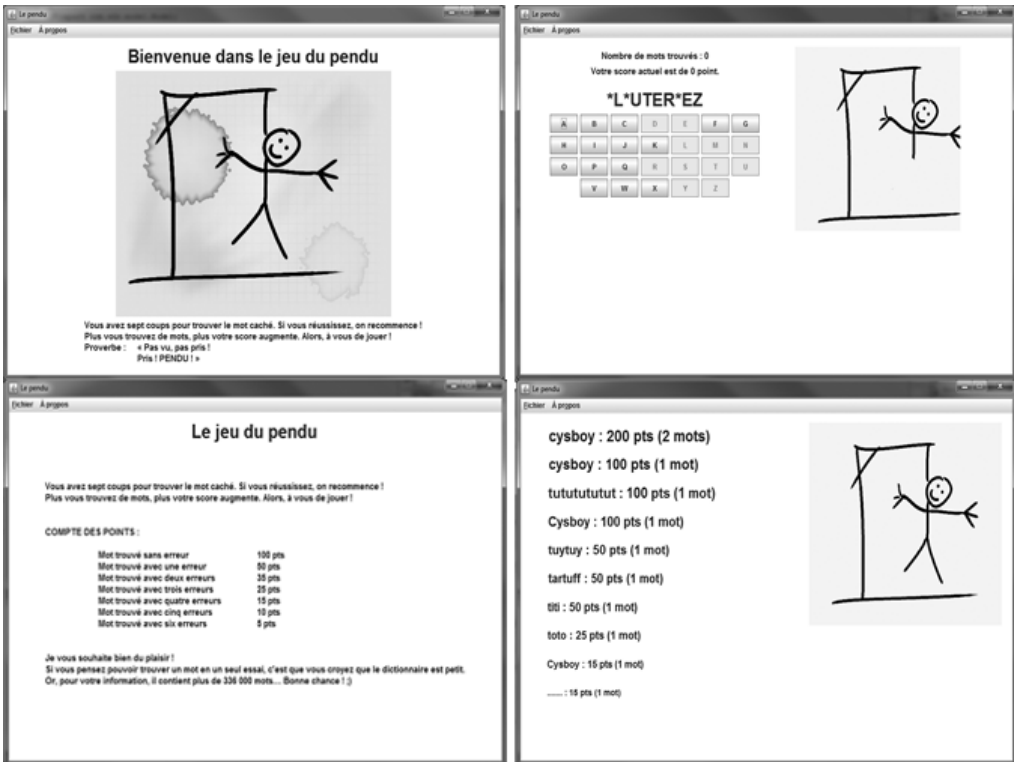 Le pendu
Fichier À propos
Bienvenue dans le jeu du pendu
Vous avez sept coups pour trouver le mot caché. Si vous réussissez, on recommence !
Plus vous trouvez de mots, plus votre score augmente. Alors, à vous de jouer !
Proverbe : « Pas vu, pas pris !
Pris ! PENDU ! »
Le pendu
Fichier À propos
Nombre de mots trouvés : 0
Votre score actuel est de 0 point.
*L*UTER*EZ
A B C D E F G
H I J K L M N
O P Q R S T U
V W X Y Z
Le pendu
Fichier À propos
Le jeu du pendu
Vous avez sept coups pour trouver le mot caché. Si vous réussissez, on recommence !
Plus vous trouvez de mots, plus votre score augmente. Alors, à vous de jouer !
COMPTE DES POINTS :
Mot trouvé sans erreur 100 pts
Mot trouvé avec une erreur 50 pts
Mot trouvé avec deux erreurs 35 pts
Mot trouvé avec trois erreurs 25 pts
Mot trouvé avec quatre erreurs 15 pts
Mot trouvé avec cinq erreurs 10 pts
Mot trouvé avec six erreurs 5 pts
Je vous souhaite bien du plaisir !
Si vous pensez pouvoir trouver un mot en un seul essai, c'est que vous croyez que le dictionnaire est petit.
Or, pour votre information, il contient plus de 336 000 mots... Bonne chance ! ;)
Le pendu
Fichier À propos
cysboy : 200 pts (2 mots)
cysboy : 100 pts (1 mot)
tutututututut : 100 pts (1 mot)
Cysboy : 100 pts (1 mot)
tuytuy : 50 pts (1 mot)
tartuff : 50 pts (1 mot)
titi : 50 pts (1 mot)
toto : 25 pts (1 mot)
Cysboy : 15 pts (1 mot)
...... : 15 pts (1 mot)